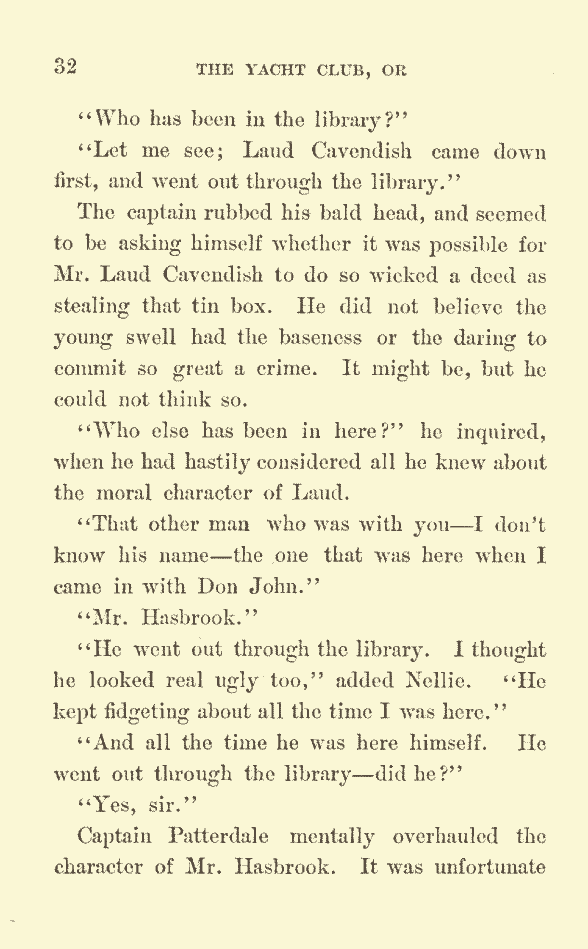 32 THE YACHT CLUB, OR
“Who has been in the library?”
“Let me see; Laud Cavendish came down
first, and went out through the library.”
The captain rubbed his bald head, and seemed
to be asking himself whether it was possible for
Mr. Laud Cavendish to do so wicked a deed as
stealing that tin box. He did not believe the
young swell had the baseness or the daring to
commit so great a crime. It might be, but he
could not think so.
“Who else has been in here?” he inquired,
when he had hastily considered all he knew about
the moral character of Laud.
“That other man who was with you—I don’t
know his name—the one that was here when I
came in with Don John.”
“Mr. Hasbrook.”
“He went out through the library. I thought
he looked real ugly too,” added Nellie. “He
kept fidgeting about all the time I was here.”
“And all the time he was here himself. He
went out through the library—did he?”
“Yes, sir.”
Captain Patterdale mentally overhauled the
character of Mr. Hasbrook. It was unfortunate